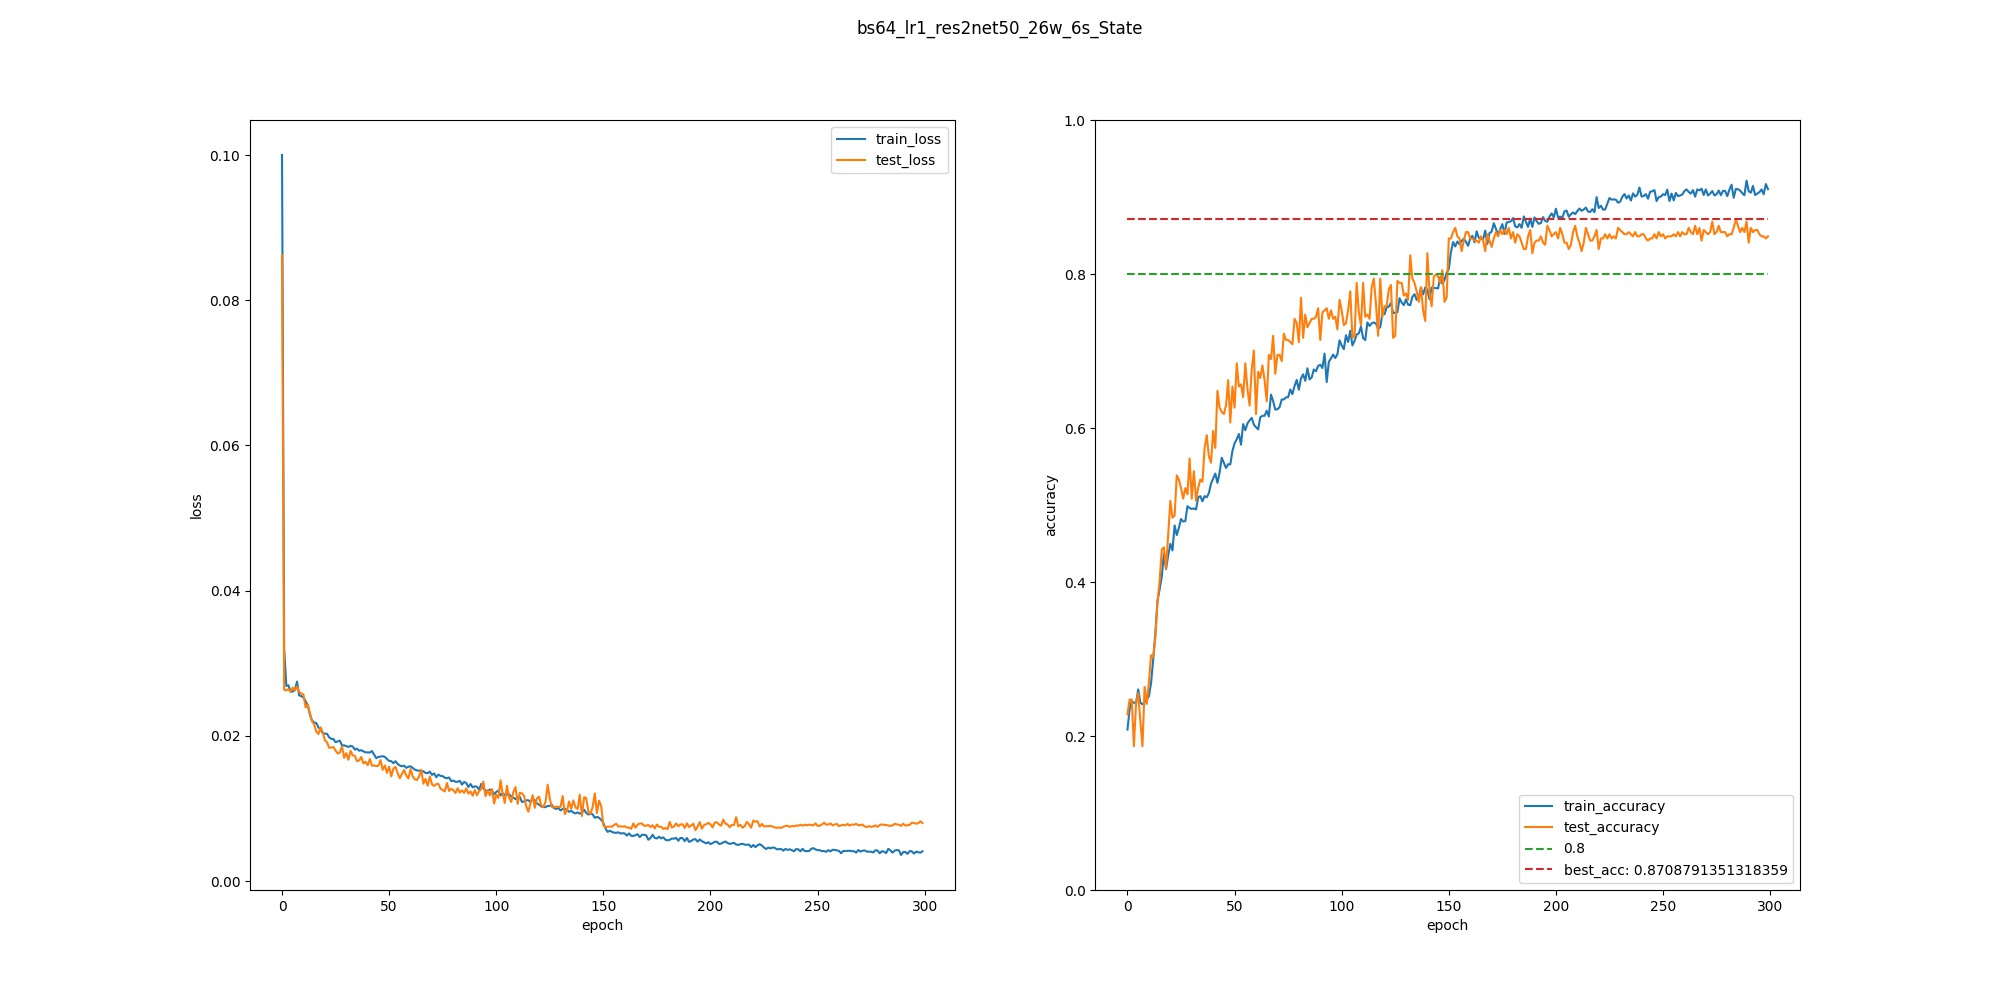 bs64_lr1_res2net50_26w_6s_State
train_loss
test_loss
0.10
0.08
0.06
0.04
0.02
0.00
loss
0 50 100 150 200 250 300
epoch
1.0
0.8
0.6
0.4
0.2
0.0
accuracy
train_accuracy
test_accuracy
0.8
best_acc: 0.8708791351318359
0 50 100 150 200 250 300
epoch